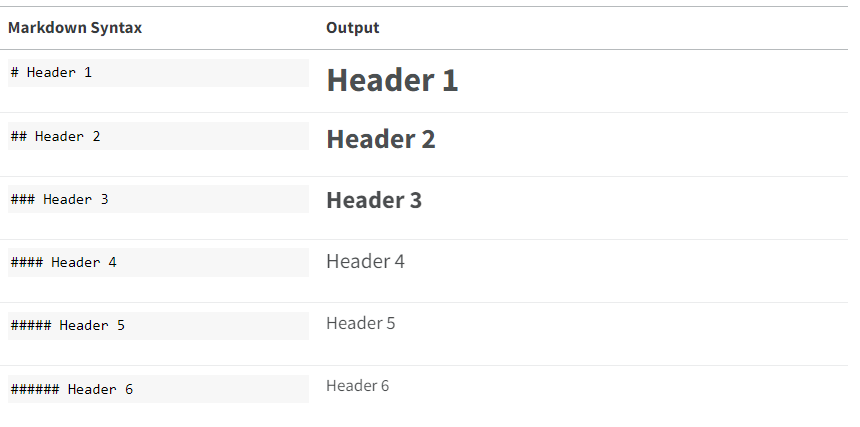 Markdown Syntax Output
# Header 1 Header 1
## Header 2 Header 2
### Header 3 Header 3
#### Header 4 Header 4
##### Header 5 Header 5
###### Header 6 Header 6